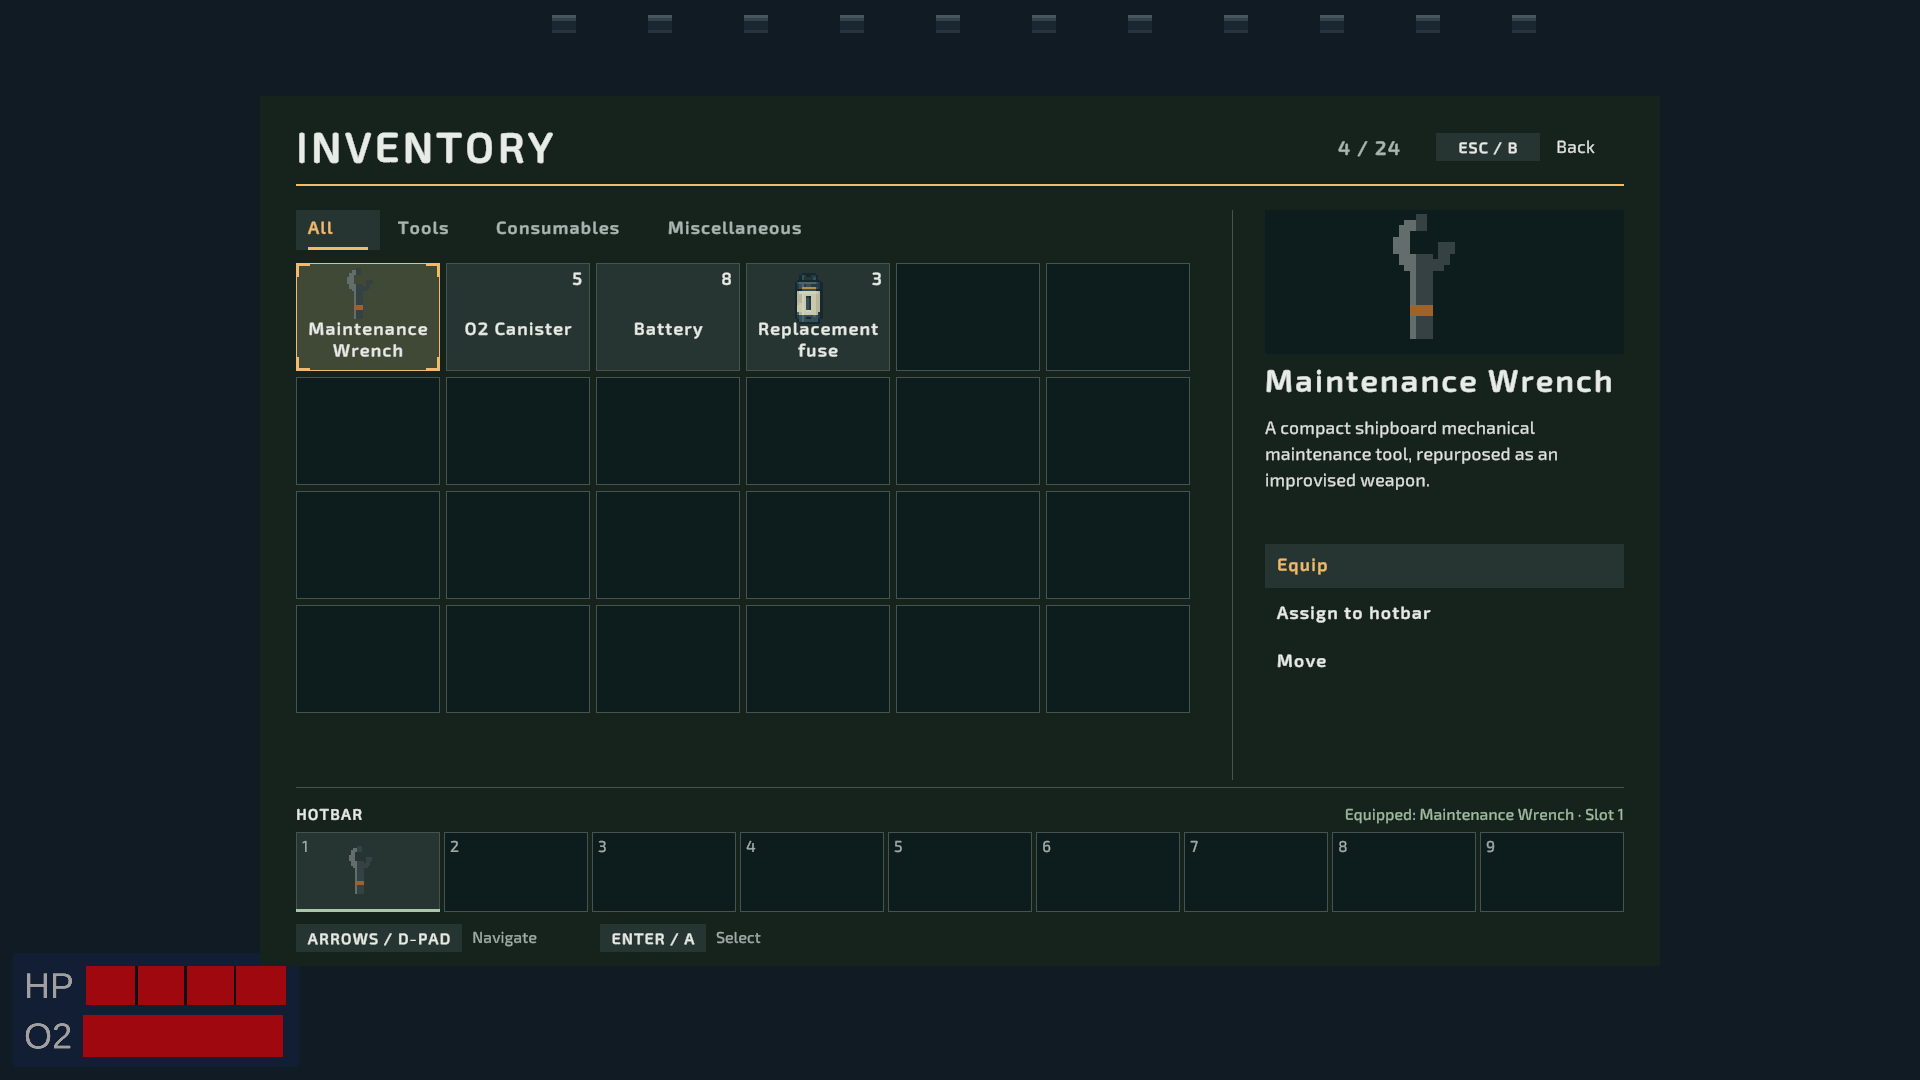 INVENTORY
4 / 24
ESC / B
Back
All
Tools
Consumables
Miscellaneous
Maintenance
Wrench
5
O2 Canister
8
Battery
3
Replacement
fuse
Maintenance Wrench
A compact shipboard mechanical
maintenance tool, repurposed as an
improvised weapon.
Equip
Assign to hotbar
Move
HOTBAR
Equipped: Maintenance Wrench · Slot 1
1
2
3
4
5
6
7
8
9
ARROWS / D-PAD
Navigate
ENTER / A
Select
HP
O2